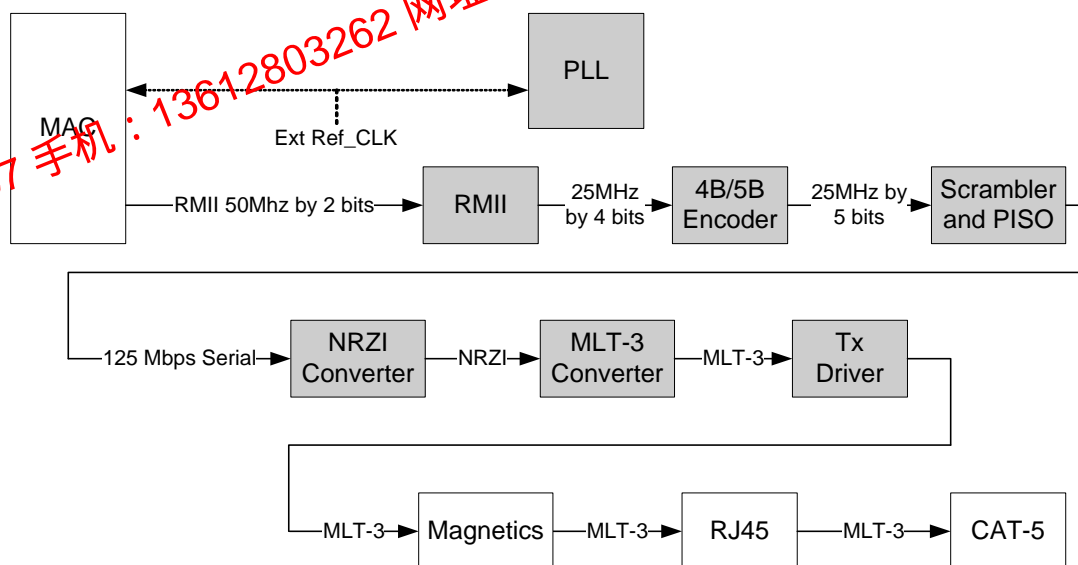 7 手机：13612803262 网址
PLL
MAC
Ext Ref_CLK
RMII 50Mhz by 2 bits
RMII
25MHz
by 4 bits
4B/5B
Encoder
25MHz by
5 bits
Scrambler
and PISO
125 Mbps Serial
NRZI
Converter
NRZI
MLT-3
Converter
MLT-3
Tx
Driver
MLT-3
Magnetics
MLT-3
RJ45
MLT-3
CAT-5